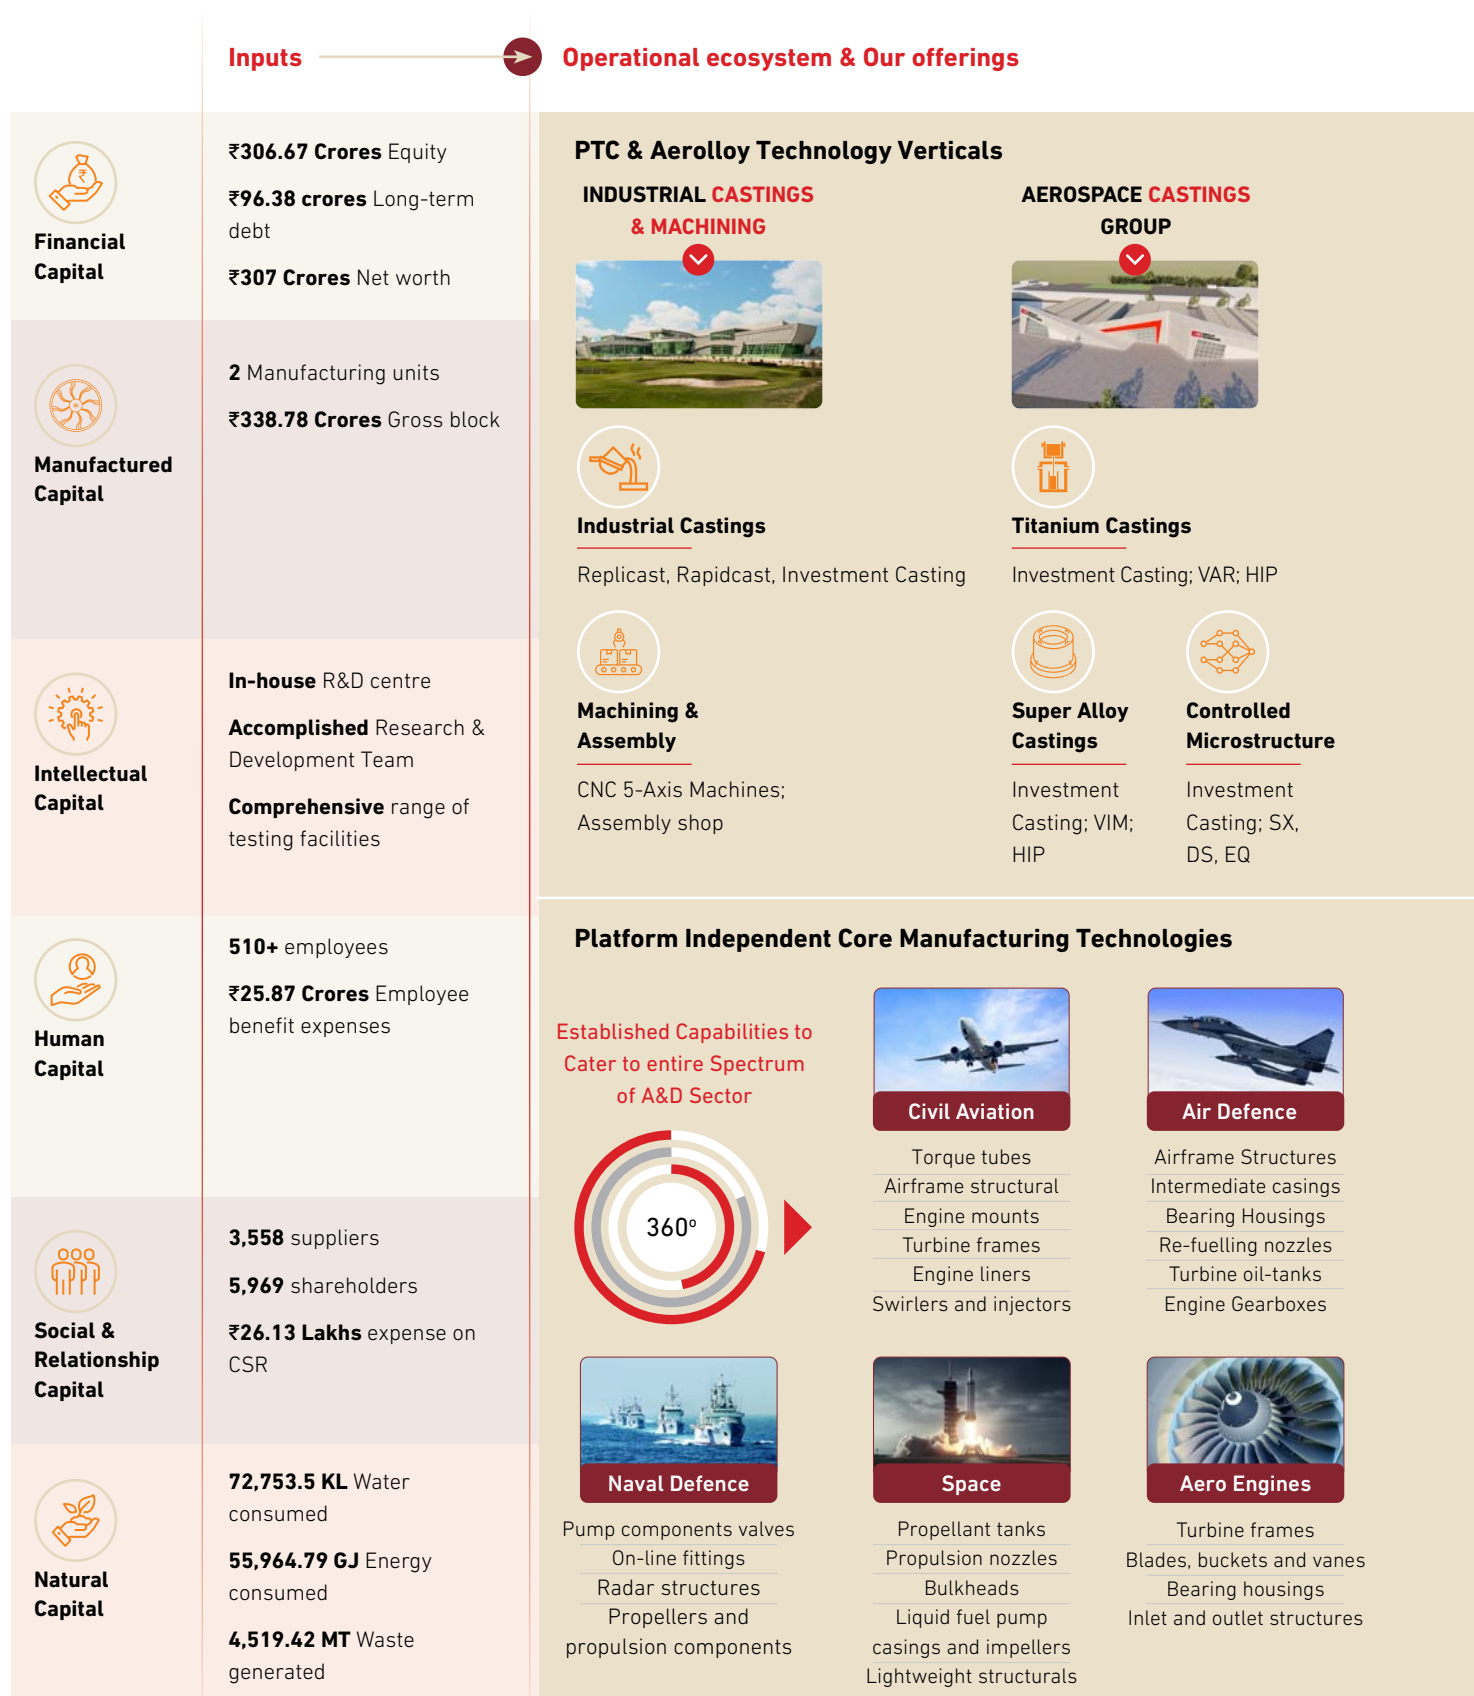 Inputs
Operational ecosystem & Our offerings
Financial
Capital
₹306.67 Crores Equity
₹96.38 crores Long-term
debt
₹307 Crores Net worth
Manufactured
Capital
2 Manufacturing units
₹338.78 Crores Gross block
Intellectual
Capital
In-house R&D centre
Accomplished Research &
Development Team
Comprehensive range of
testing facilities
Human
Capital
510+ employees
₹25.87 Crores Employee
benefit expenses
Social &
Relationship
Capital
3,558 suppliers
5,969 shareholders
₹26.13 Lakhs expense on
CSR
Natural
Capital
72,753.5 KL Water
consumed
55,964.79 GJ Energy
consumed
4,519.42 MT Waste
generated
PTC & Aerolloy Technology Verticals
INDUSTRIAL CASTINGS
& MACHINING
Industrial Castings
Replicast, Rapidcast, Investment Casting
Machining &
Assembly
CNC 5-Axis Machines;
Assembly shop
AEROSPACE CASTINGS
GROUP
Titanium Castings
Investment Casting; VAR; HIP
Super Alloy
Castings
Investment
Casting; VIM;
HIP
Controlled
Microstructure
Investment
Casting; SX,
DS, EQ
Platform Independent Core Manufacturing Technologies
Established Capabilities to
Cater to entire Spectrum
of A&D Sector
360º
Civil Aviation
Torque tubes
Airframe structural
Engine mounts
Turbine frames
Engine liners
Swirlers and injectors
Air Defence
Airframe Structures
Intermediate casings
Bearing Housings
Re-fuelling nozzles
Turbine oil-tanks
Engine Gearboxes
Naval Defence
Pump components valves
On-line fittings
Radar structures
Propellers and
propulsion components
Space
Propellant tanks
Propulsion nozzles
Bulkheads
Liquid fuel pump
casings and impellers
Lightweight structurals
Aero Engines
Turbine frames
Blades, buckets and vanes
Bearing housings
Inlet and outlet structures